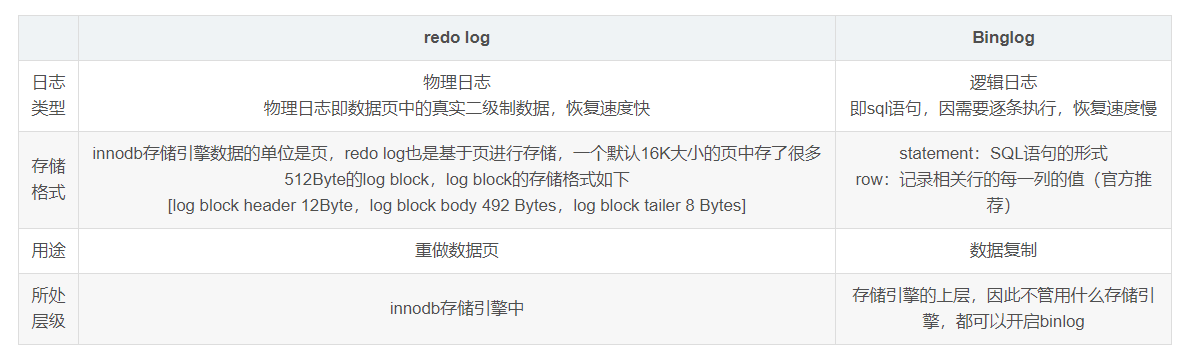 redo log
Binglog
日志
类型
物理日志
物理日志即数据页中的真实二级制数据，恢复速度快
逻辑日志
即sql语句，因需要逐条执行，恢复速度慢
存储
格式
innodb存储引擎数据的单位是页，redo log也是基于页进行存储，一个默认16K大小的页中存了很多
512Byte的log block，log block的存储格式如下
[log block header 12Byte，log block body 492 Bytes，log block tailer 8 Bytes]
statement：SQL语句的形式
row：记录相关行的每一列的值（官方推
荐）
用途
重做数据页
数据复制
所处
层级
innodb存储引擎中
存储引擎的上层，因此不管用什么存储引
擎，都可以开启binlog